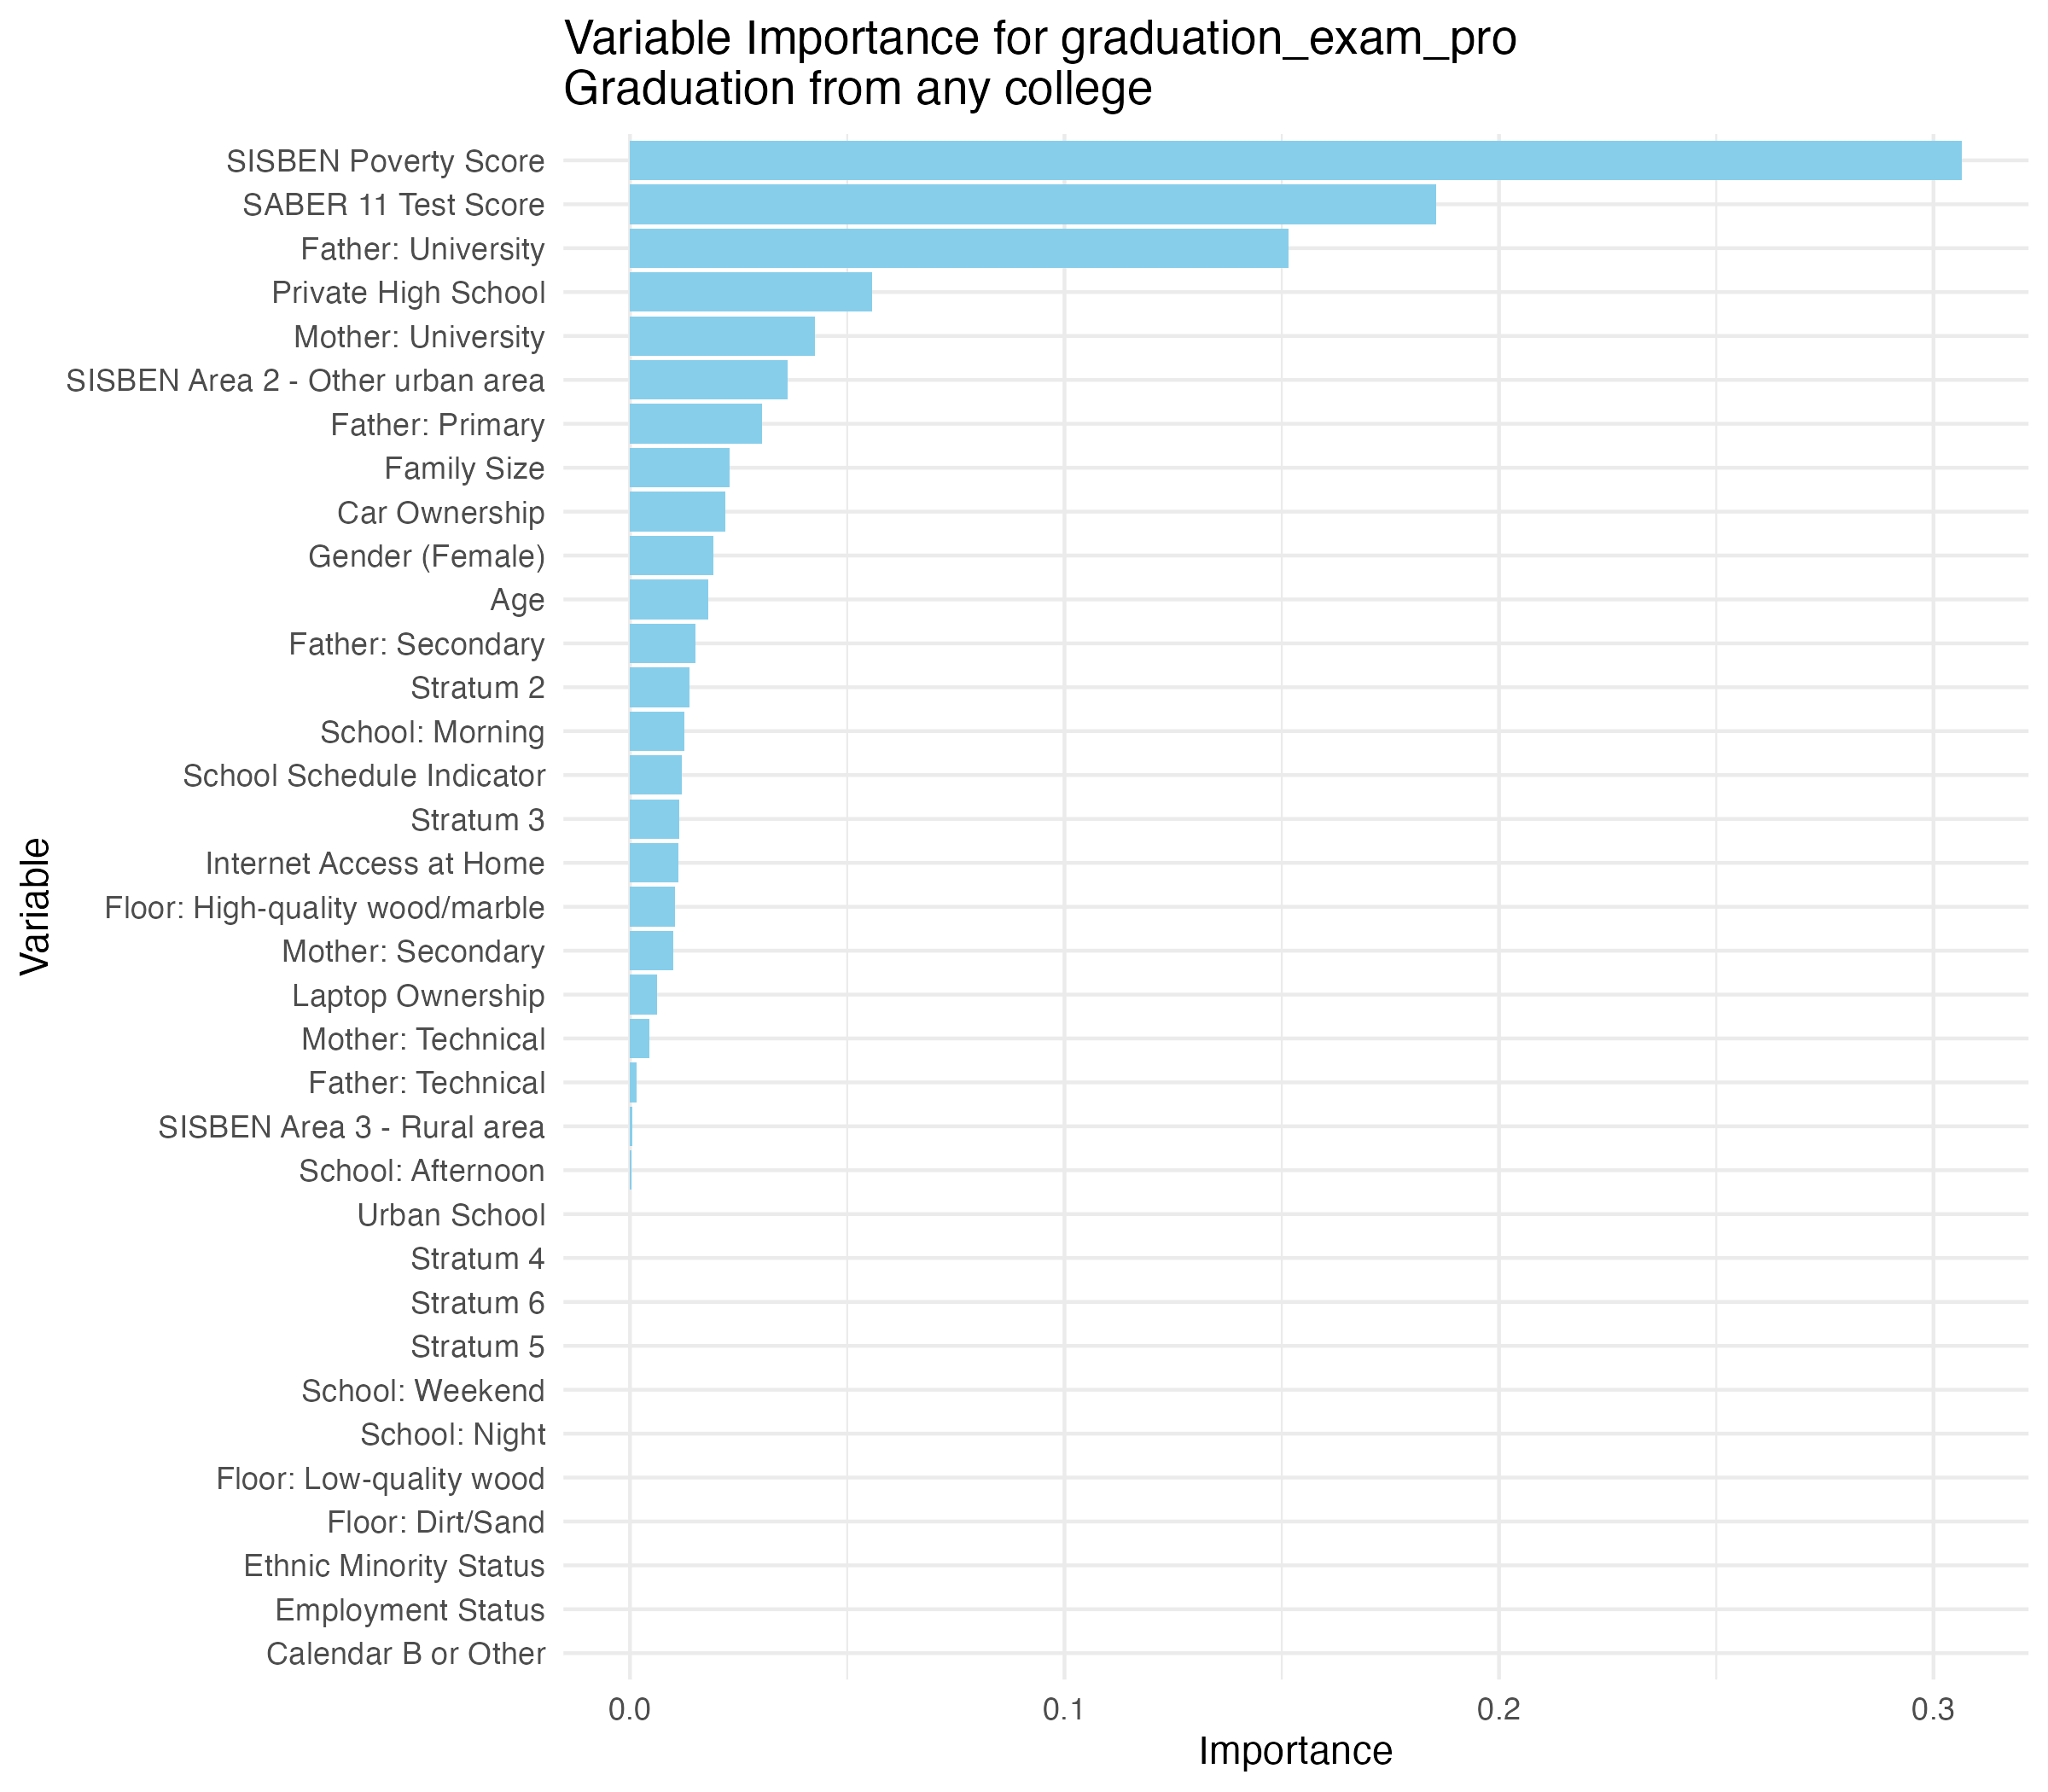 Variable Importance for graduation_exam_pro
Graduation from any college
SISBEN Poverty Score
SABER 11 Test Score
Father: University
Private High School
Mother: University
SISBEN Area 2 - Other urban area
Father: Primary
Family Size
Car Ownership
Gender (Female)
Age
Father: Secondary
Stratum 2
School: Morning
School Schedule Indicator
Stratum 3
Internet Access at Home
Floor: High-quality wood/marble
Mother: Secondary
Laptop Ownership
Mother: Technical
Father: Technical
SISBEN Area 3 - Rural area
School: Afternoon
Urban School
Stratum 4
Stratum 6
Stratum 5
School: Weekend
School: Night
Floor: Low-quality wood
Floor: Dirt/Sand
Ethnic Minority Status
Employment Status
Calendar B or Other
Variable
0.0 0.1 0.2 0.3
Importance